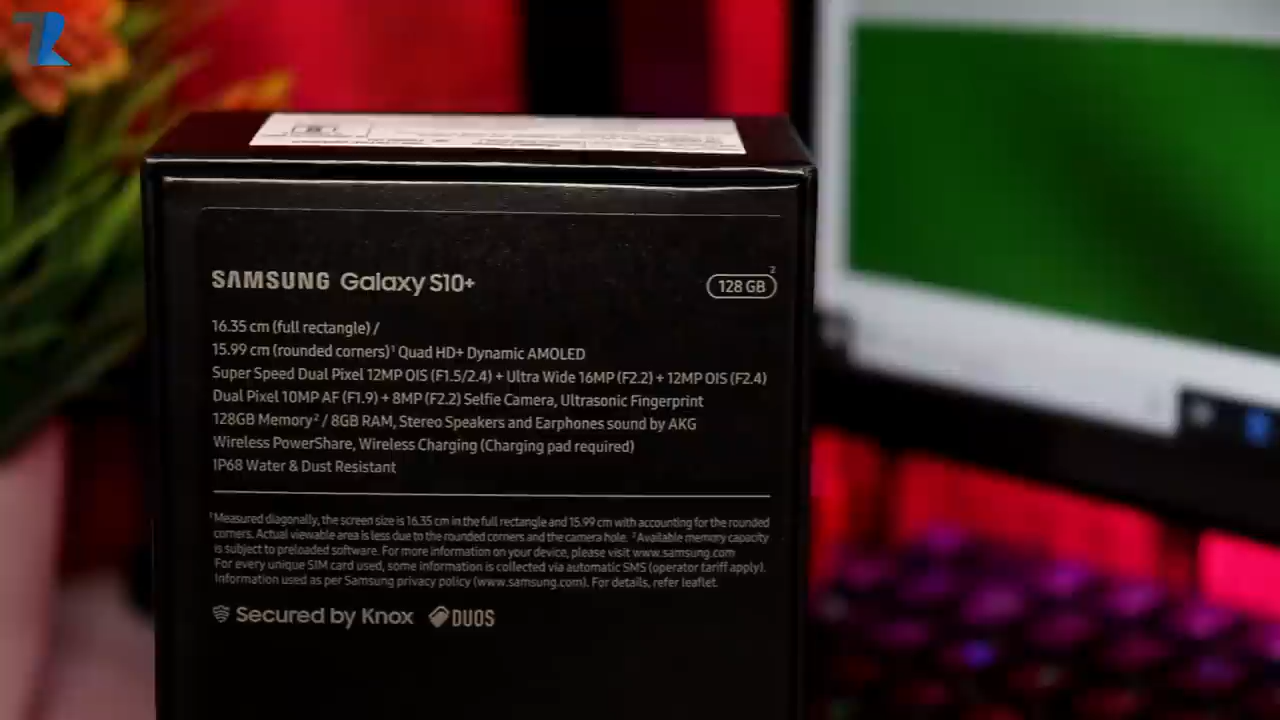 SAMSUNG Galaxy S10+
128 GB 2
16.35 cm (full rectangle) /
15.99 cm (rounded corners)¹ Quad HD+ Dynamic AMOLED
Super Speed Dual Pixel 12MP OIS (F1.5/2.4) + Ultra Wide 16MP (F2.2) + 12MP OIS (F2.4)
Dual Pixel 10MP AF (F1.9) + 8MP (F2.2) Selfie Camera, Ultrasonic Fingerprint
128GB Memory² / 8GB RAM, Stereo Speakers and Earphones sound by AKG
Wireless PowerShare, Wireless Charging (Charging pad required)
IP68 Water & Dust Resistant
¹Measured diagonally, the screen size is 16.35 cm in the full rectangle and 15.99 cm with accounting for the rounded
corners. Actual viewable area is less due to the rounded corners and the camera hole. ²Available memory capacity
is subject to preloaded software. For more information on your device, please visit www.samsung.com
For every unique SIM card used, some information is collected via automatic SMS (operator tariff apply).
Information used as per Samsung privacy policy (www.samsung.com). For details, refer leaflet.
Secured by Knox DUOS